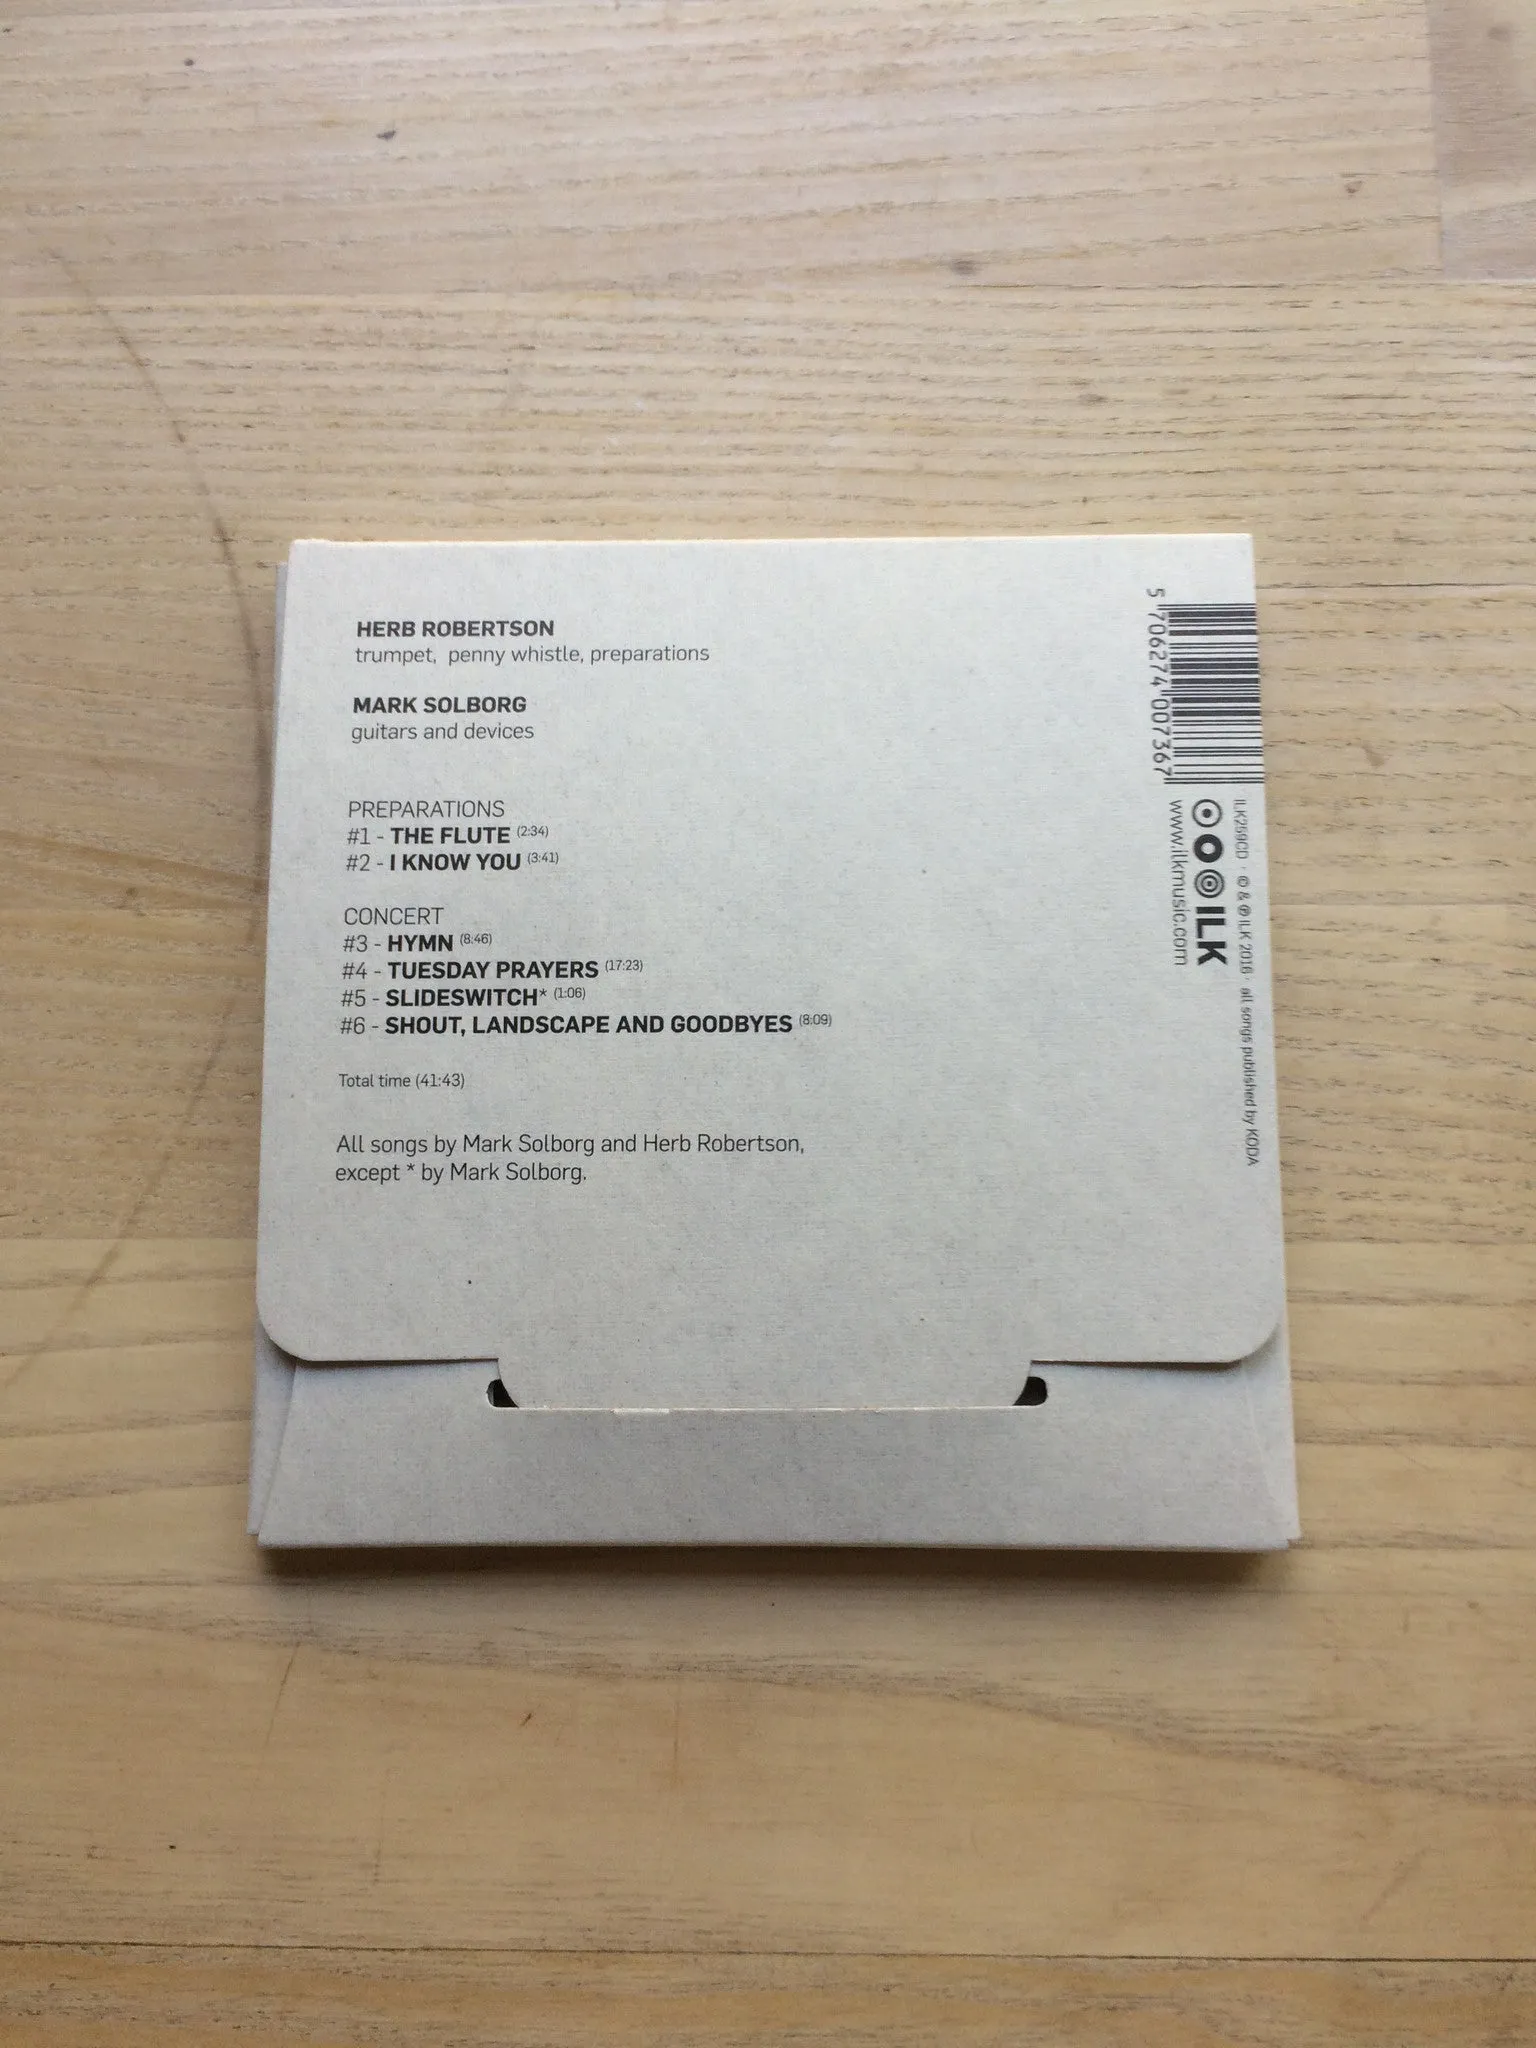 HERB ROBERTSON
trumpet, penny whistle, preparations
MARK SOLBORG
guitars and devices
PREPARATIONS
#1 - THE FLUTE (2:34)
#2 - I KNOW YOU (3:41)
CONCERT
#3 - HYMN (8:46)
#4 - TUESDAY PRAYERS (17:23)
#5 - SLIDESWITCH* (1:06)
#6 - SHOUT, LANDSCAPE AND GOODBYES (8:09)
Total time (41:43)
All songs by Mark Solborg and Herb Robertson,
except * by Mark Solborg.
5 706274 007367
ILK
www.ilkmusic.com
ILK259CD · © & ℗ ILK 2016 · all songs published by KODA